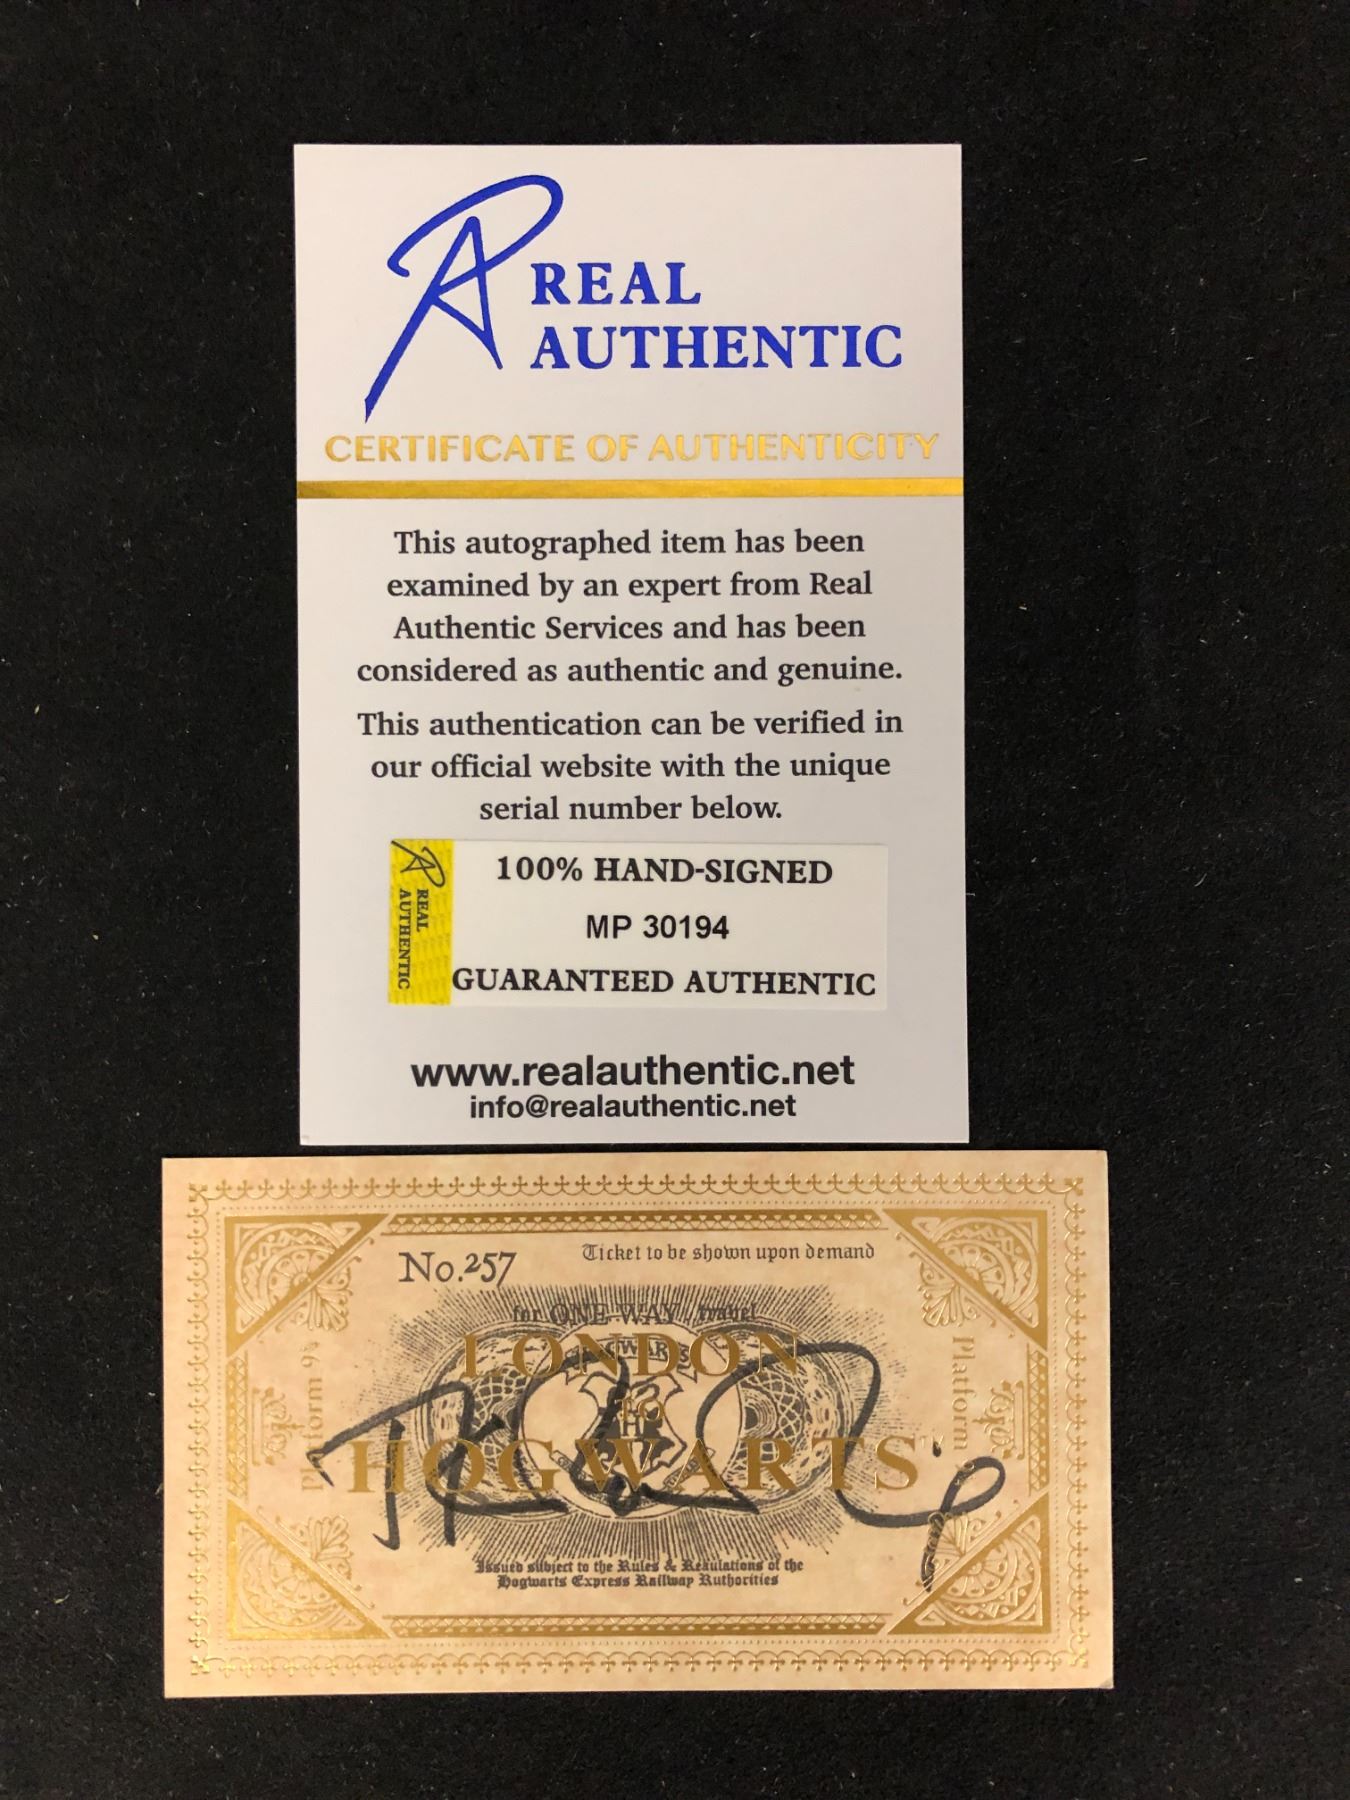 REAL
AUTHENTIC
CERTIFICATE OF AUTHENTICITY
This autographed item has been
examined by an expert from Real
Authentic Services and has been
considered as authentic and genuine.
This authentication can be verified in
our official website with the unique
serial number below.
REAL
AUTHENTIC
100% HAND-SIGNED
MP 30194
GUARANTEED AUTHENTIC
www.realauthentic.net
info@realauthentic.net
No.257
Ticket to be shown upon demand
for ONE WAY travel
LONDON
to
HOGWARTS
HOGWARTS
H
Platform 9¾
Platform
Issued subject to the Rules & Regulations of the
Hogwarts Express Railway Authorities